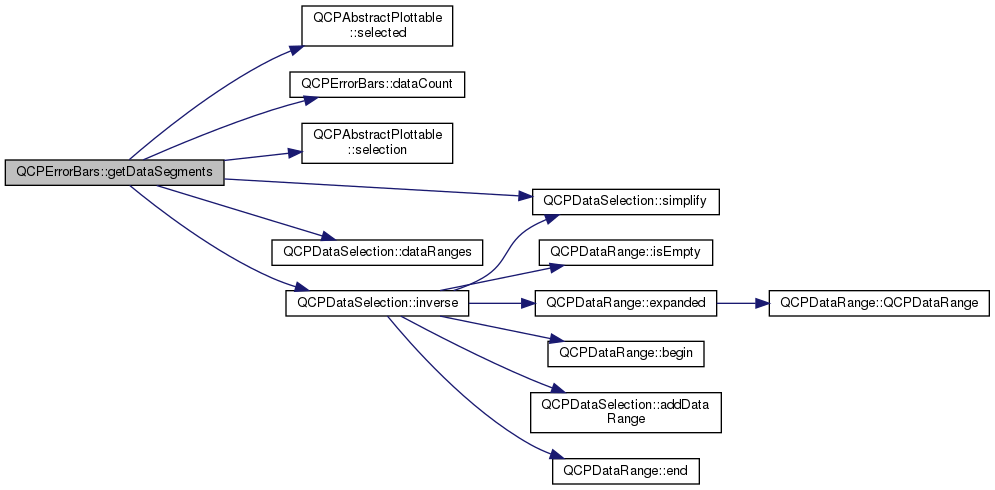 QCPAbstractPlottable
::selected
QCPErrorBars::dataCount
QCPAbstractPlottable
::selection
QCPErrorBars::getDataSegments
QCPDataSelection::simplify
QCPDataSelection::dataRanges
QCPDataRange::isEmpty
QCPDataSelection::inverse
QCPDataRange::expanded
QCPDataRange::QCPDataRange
QCPDataRange::begin
QCPDataSelection::addData
Range
QCPDataRange::end